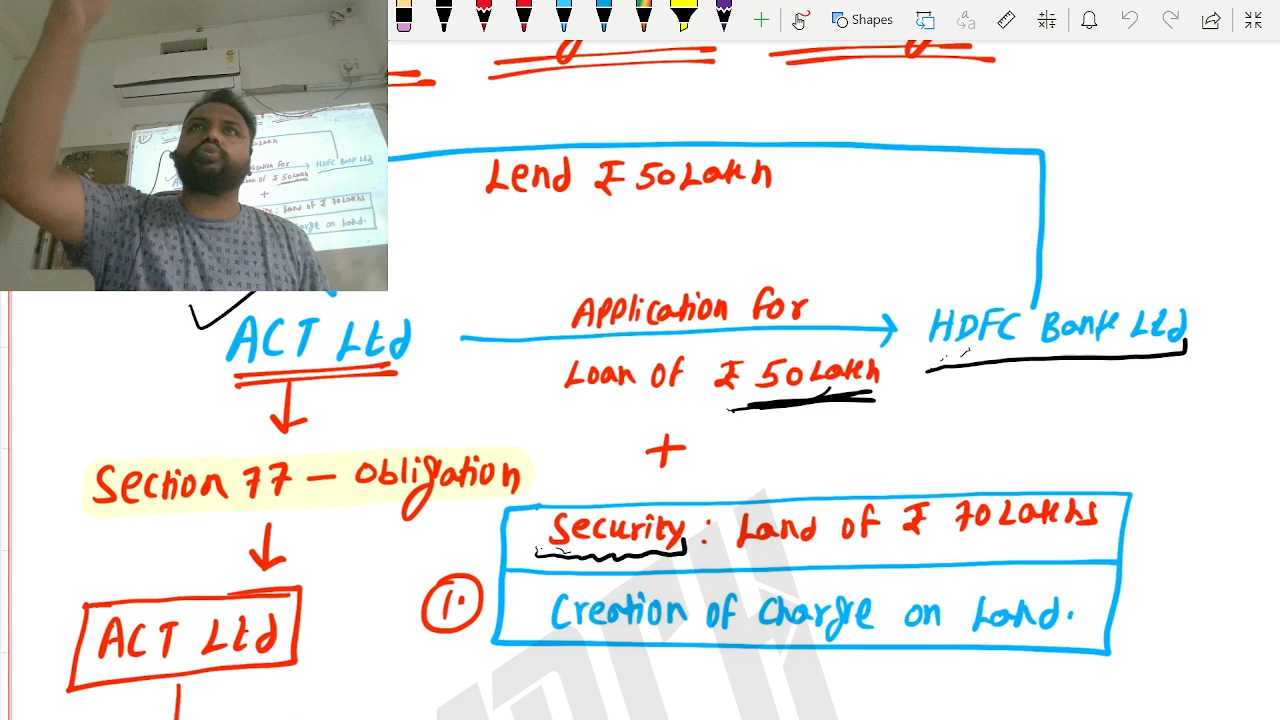 Shapes
Lend ₹ 50 Lakh
Application for
ACT Ltd
HDFC Bank Ltd
Loan of ₹ 50 Lakh
+
Section 77 – Obligation
Security : Land of ₹ 70 Lakhs
1.
Creation of Charge on Land.
ACT Ltd